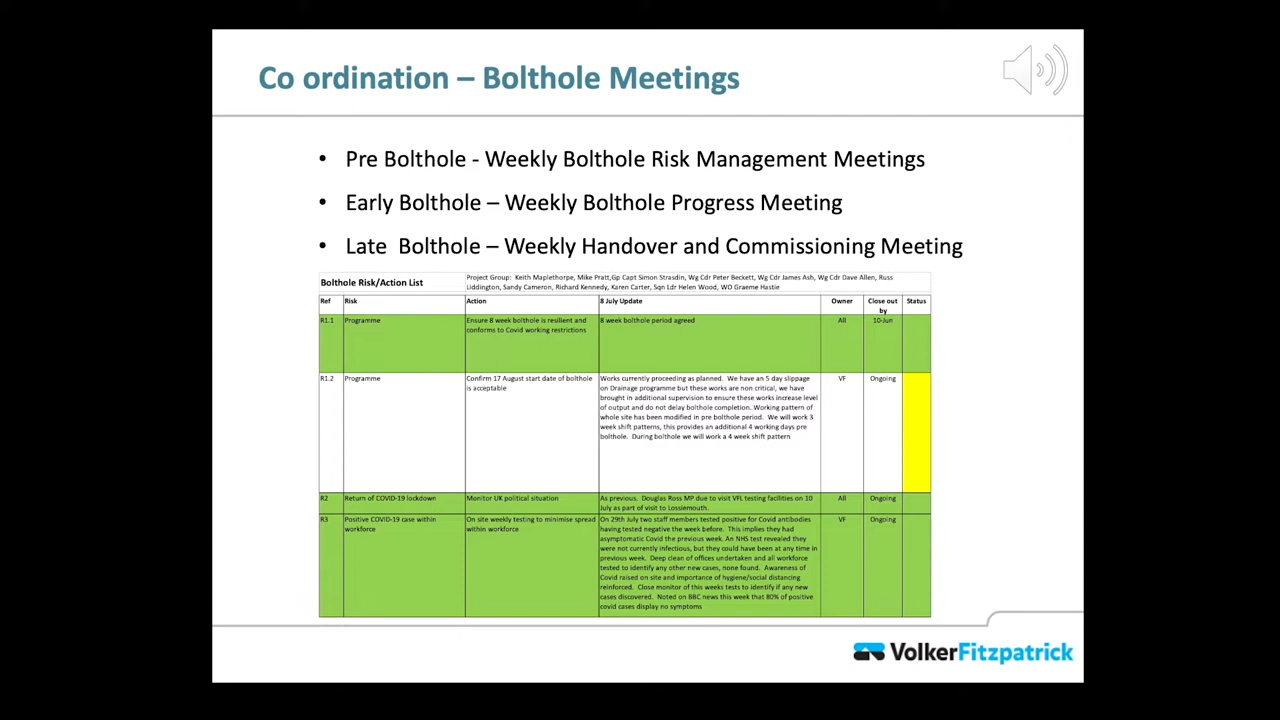 Co ordination – Bolthole Meetings
• Pre Bolthole - Weekly Bolthole Risk Management Meetings
• Early Bolthole – Weekly Bolthole Progress Meeting
• Late  Bolthole – Weekly Handover and Commissioning Meeting
Bolthole Risk/Action List
Project Group:  Keith Maplethorpe, Mike Pratt,Gp Capt Simon Strasdin, Wg Cdr Peter Beckett, Wg Cdr James Ash, Wg Cdr Dave Allen, Russ
Liddington, Sandy Cameron, Richard Kennedy, Karen Carter, Sqn Ldr Helen Wood, WO Graeme Hastie
Ref Risk Action 8 July Update Owner Close out Status
by
R1.1 Programme Ensure 8 week bolthole is resilient and 8 week bolthole period agreed All 10-Jun
conforms to Covid working restrictions
R1.2 Programme Confirm 17 August start date of bolthole Works currently proceeding as planned.  We have an 5 day slippage VF Ongoing
is acceptable on Drainage programme but these works are non critical, we have
brought in additional supervision to ensure these works increase level
of output and do not delay bolthole completion. Working pattern of
whole site has been modified in pre bolthole period.  We will work 3
week shift patterns, this provides an additional 4 working days pre
bolthole.  During bolthole we will work a 4 week shift pattern
R2 Return of COVID-19 lockdown Monitor UK political situation As previous.  Douglas Ross MP due to visit VFL testing facilities on 10 All Ongoing
July as part of visit to Lossiemouth.
R3 Positive COVID-19 case within On site weekly testing to minimise spread On 29th July two staff members tested positive for Covid antibodies VF Ongoing
workforce within workforce having tested negative the week before.  This implies they had
asymptomatic Covid the previous week.  An NHS test revealed they
were not currently infectious, but they could have been at any time in
previous week.  Deep clean of offices undertaken and all workforce
tested to identify any other new cases, none found.  Awareness of
Covid raised on site and importance of hygiene/social distancing
reinforced.  Close monitor of this weeks tests to identify if any new
cases discovered.  Noted on BBC news this week that 80% of positive
covid cases display no symptoms
VolkerFitzpatrick